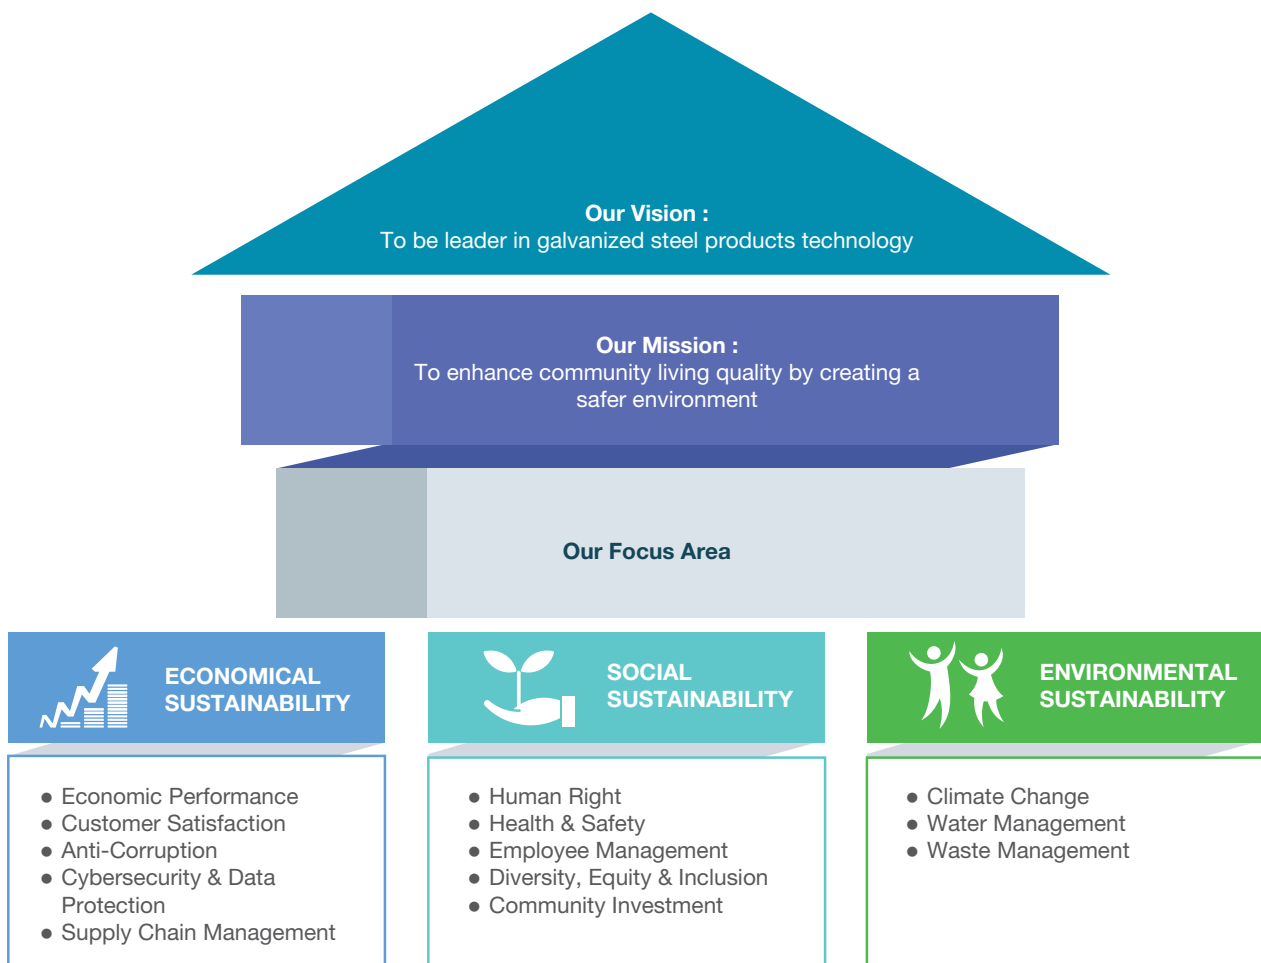 Our Vision :
To be leader in galvanized steel products technology
Our Mission :
To enhance community living quality by creating a
safer environment
Our Focus Area
ECONOMICAL
SUSTAINABILITY
● Economic Performance
● Customer Satisfaction
● Anti-Corruption
● Cybersecurity & Data
Protection
● Supply Chain Management
SOCIAL
SUSTAINABILITY
● Human Right
● Health & Safety
● Employee Management
● Diversity, Equity & Inclusion
● Community Investment
ENVIRONMENTAL
SUSTAINABILITY
● Climate Change
● Water Management
● Waste Management